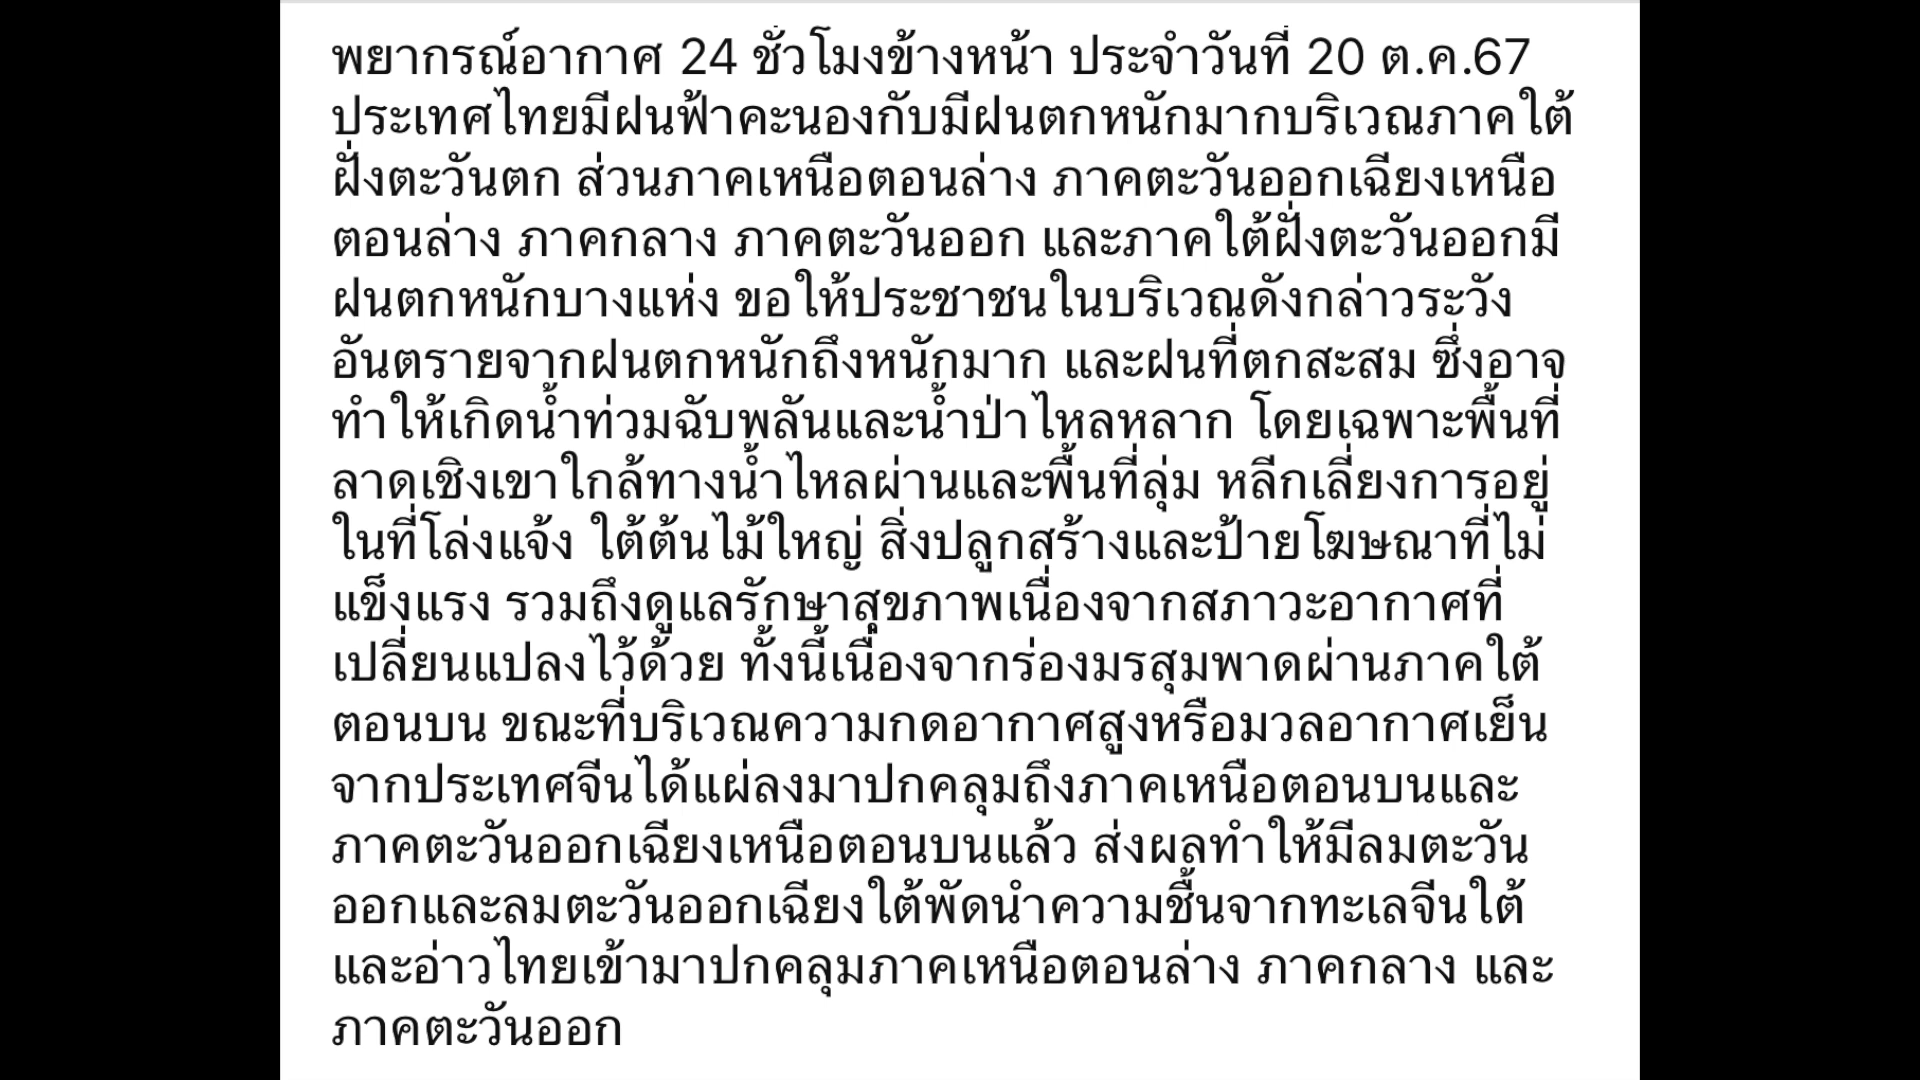 พยากรณ์อากาศ 24 ชั่วโมงข้างหน้า ประจำวันที่ 20 ต.ค.67
ประเทศไทยมีฝนฟ้าคะนองกับมีฝนตกหนักมากบริเวณภาคใต้
ฝั่งตะวันตก ส่วนภาคเหนือตอนล่าง ภาคตะวันออกเฉียงเหนือ
ตอนล่าง ภาคกลาง ภาคตะวันออก และภาคใต้ฝั่งตะวันออกมี
ฝนตกหนักบางแห่ง ขอให้ประชาชนในบริเวณดังกล่าวระวัง
อันตรายจากฝนตกหนักถึงหนักมาก และฝนที่ตกสะสม ซึ่งอาจ
ทำให้เกิดน้ำท่วมฉับพลันและน้ำป่าไหลหลาก โดยเฉพาะพื้นที่
ลาดเชิงเขาใกล้ทางน้ำไหลผ่านและพื้นที่ลุ่ม หลีกเลี่ยงการอยู่
ในที่โล่งแจ้ง ใต้ต้นไม้ใหญ่ สิ่งปลูกสร้างและป้ายโฆษณาที่ไม่
แข็งแรง รวมถึงดูแลรักษาสุขภาพเนื่องจากสภาวะอากาศที่
เปลี่ยนแปลงไว้ด้วย ทั้งนี้เนื่องจากร่องมรสุมพาดผ่านภาคใต้
ตอนบน ขณะที่บริเวณความกดอากาศสูงหรือมวลอากาศเย็น
จากประเทศจีนได้แผ่ลงมาปกคลุมถึงภาคเหนือตอนบนและ
ภาคตะวันออกเฉียงเหนือตอนบนแล้ว ส่งผลทำให้มีลมตะวัน
ออกและลมตะวันออกเฉียงใต้พัดนำความชื้นจากทะเลจีนใต้
และอ่าวไทยเข้ามาปกคลุมภาคเหนือตอนล่าง ภาคกลาง และ
ภาคตะวันออก